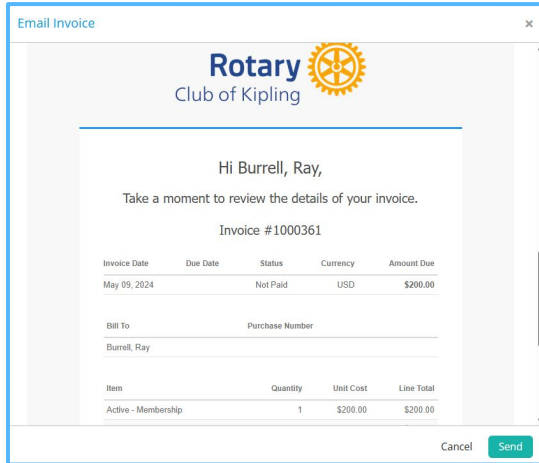 Email Invoice ×
Rotary
Club of Kipling
Hi Burrell, Ray,
Take a moment to review the details of your invoice.
Invoice #1000361
Invoice Date Due Date Status Currency Amount Due
May 09, 2024 Not Paid USD $200.00
Bill To Purchase Number
Burrell, Ray
Item Quantity Unit Cost Line Total
Active - Membership 1 $200.00 $200.00
Cancel Send